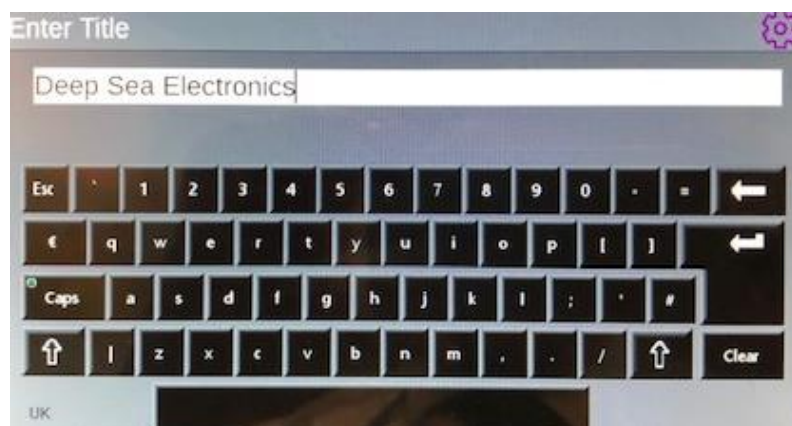 Enter Title
Deep Sea Electronics
Esc ` 1 2 3 4 5 6 7 8 9 0 - =
€ q w e r t y u i o p [ ]
Caps a s d f g h j k l ; ' #
| z x c v b n m , . / Clear
UK